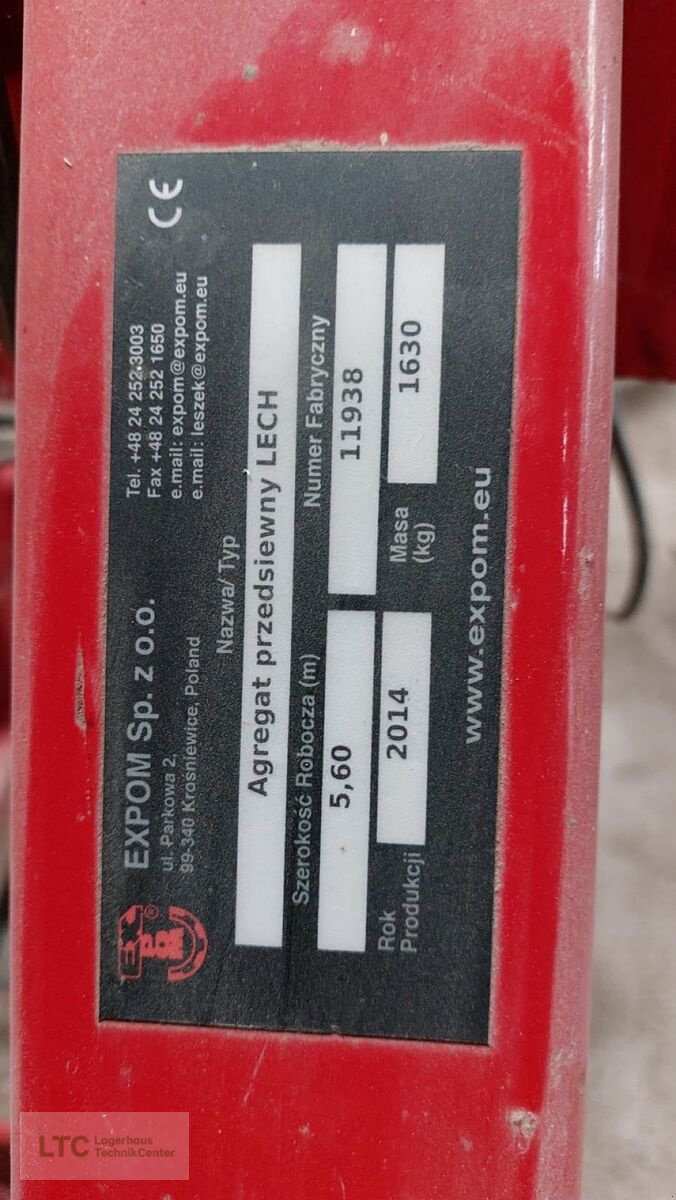 EXPOM Sp. z o.o.
ul. Parkowa 2,
99-340 Krośniewice, Poland
Tel. +48 24 252 3003
Fax +48 24 252 1650
e.mail: expom@expom.eu
e.mail: leszek@expom.eu
CE
EXPOM®
Nazwa/ Typ
Agregat przedsiewny LECH
Szerokość Robocza (m)
Numer Fabryczny
5,60
11938
Rok
Produkcji
2014
Masa
(kg)
1630
www.expom.eu
LTC Lagerhaus
TechnikCenter